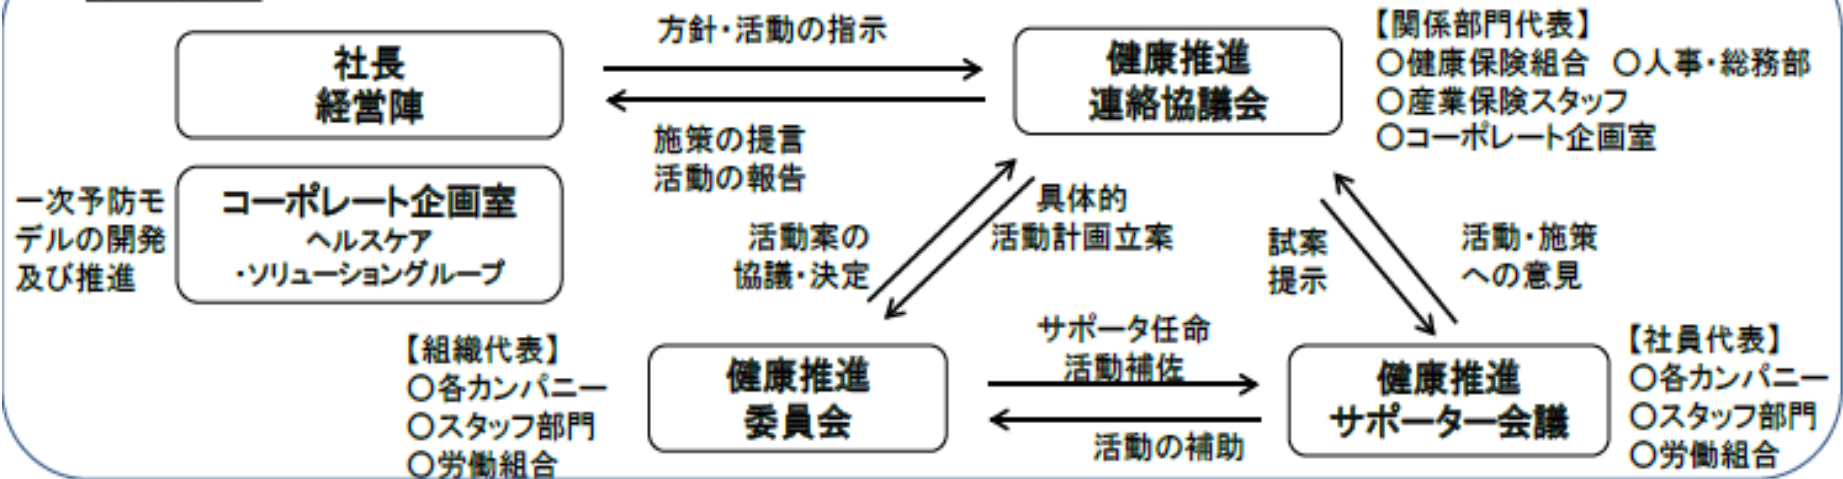 社長
経営陣
方針・活動の指示
施策の提言
活動の報告
健康推進
連絡協議会
【関係部門代表】
○健康保険組合　○人事・総務部
○産業保険スタッフ
○コーポレート企画室
一次予防モ
デルの開発
及び推進
コーポレート企画室
ヘルスケア
・ソリューショングループ
活動案の
協議・決定
具体的
活動計画立案
試案
提示
活動・施策
への意見
【組織代表】
○各カンパニー
○スタッフ部門
○労働組合
健康推進
委員会
サポータ任命
活動補佐
活動の補助
健康推進
サポーター会議
【社員代表】
○各カンパニー
○スタッフ部門
○労働組合